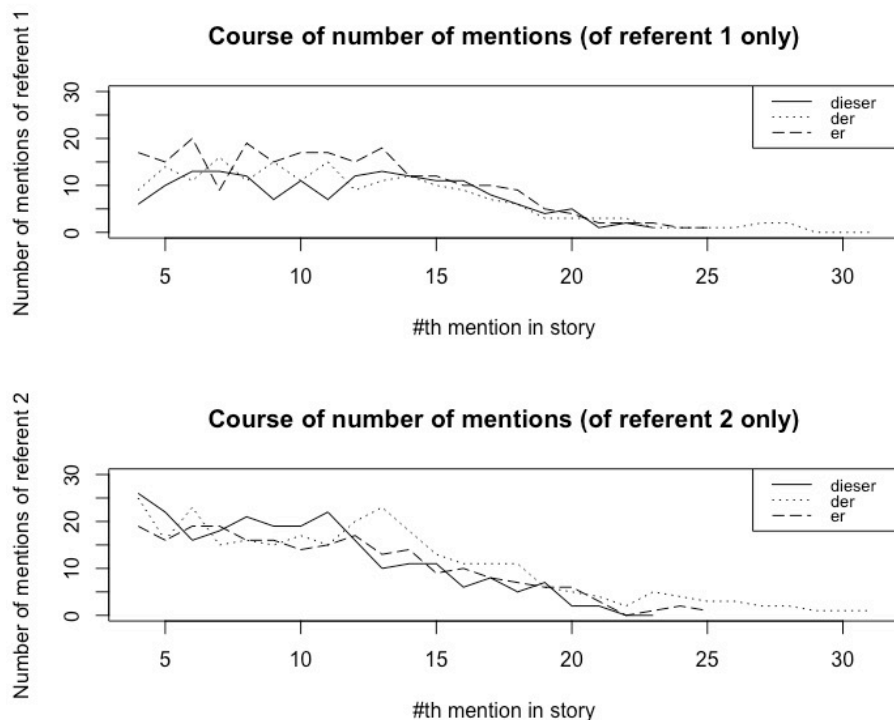 Course of number of mentions (of referent 1 only)
Number of mentions of referent 1
30
20
10
0
dieser
der
er
5 10 15 20 25 30
#th mention in story
Course of number of mentions (of referent 2 only)
Number of mentions of referent 2
30
20
10
0
dieser
der
er
5 10 15 20 25 30
#th mention in story